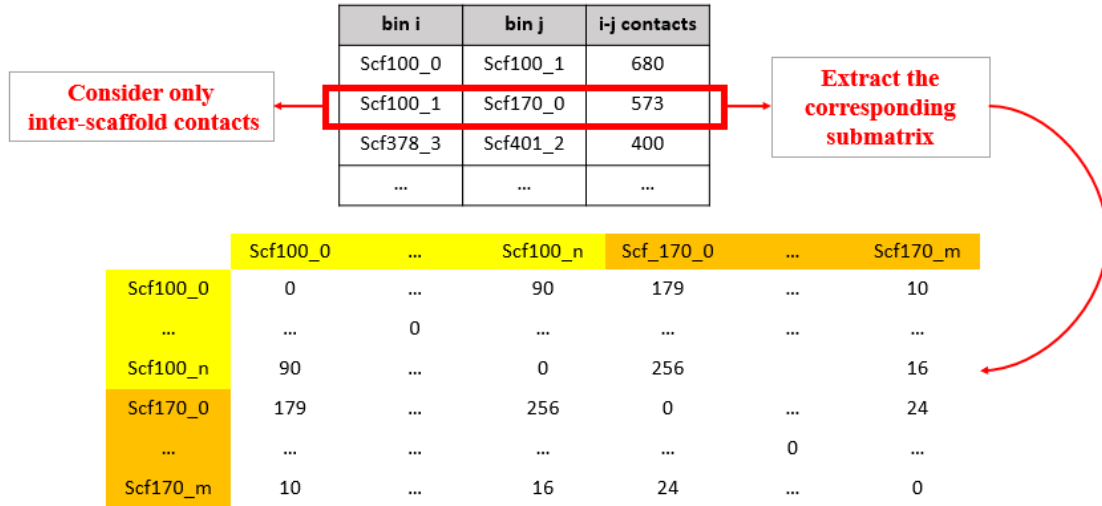 bin i bin j i-j contacts
Scf100_0 Scf100_1 680
Consider only
inter-scaffold contacts
Scf100_1 Scf170_0 573
Extract the
corresponding
submatrix
Scf378_3 Scf401_2 400
... ... ...
Scf100_0 ... Scf100_n Scf_170_0 ... Scf170_m
Scf100_0 0 ... 90 179 ... 10
... ... 0 ... ... ... ...
Scf100_n 90 ... 0 256 16
Scf170_0 179 ... 256 0 ... 24
... ... ... ... ... 0 ...
Scf170_m 10 ... 16 24 ... 0